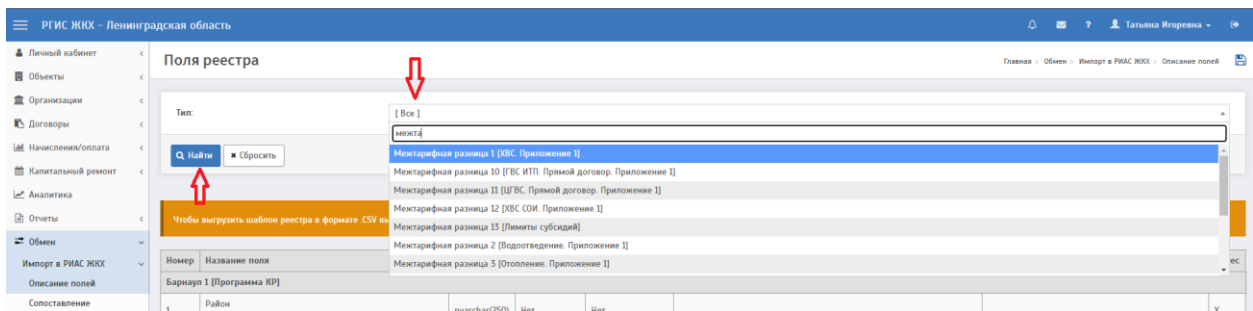 РГИС ЖКХ - Ленинградская область
? Татьяна Игоревна
Личный кабинет
Поля реестра
Главная > Обмен > Импорт в РИАС ЖКХ > Описание полей
Объекты
Организации
Тип:
[ Все ]
Договоры
межта
Начисления/оплата
Найти
× Сбросить
Межтарифная разница 1 [ХВС. Приложение 1]
Капитальный ремонт
Межтарифная разница 10 [ГВС ИТП. Прямой договор. Приложение 1]
Аналитика
Межтарифная разница 11 [ЦГВС. Прямой договор. Приложение 1]
Отчеты
Межтарифная разница 12 [ХВС СОИ. Приложение 1]
Чтобы выгрузить шаблон реестра в формате .CSV вы
Межтарифная разница 13 [Лимиты субсидий]
Обмен
Межтарифная разница 2 [Водоотведение. Приложение 1]
Импорт в РИАС ЖКХ
Номер Название поля
Межтарифная разница 3 [Отопление. Приложение 1]
ес
Описание полей
Барнаул 1 [Программа КР]
Сопоставление
1 Район
nvarchar(250) Нет Нет
X